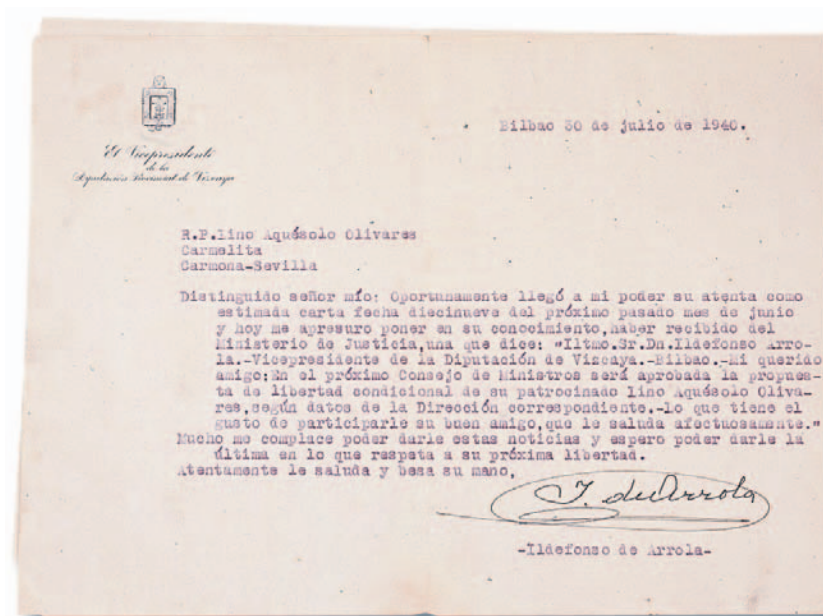 Bilbao 30 de julio de 1940.
El Vicepresidente
de la
Diputación Provincial de Vizcaya
R.P.lino Aquésolo Olivares
Carmelita
Carmona-Sevilla
Distinguido señor mío: Oportunamente llegó a mi poder su atenta como
estimada carta fecha diecinueve del próximo pasado mes de junio
y hoy me apresuro poner en su conocimiento,haber recibido del
Ministerio de Justicia,una que dice: "Iltmo.Sr.Dn.Ildefonso Arro-
la.-Vicepresidente de la Diputación de Vizcaya.-Bilbao.-Mi querido
amigo:En el próximo Consejo de Ministros será aprobada la propues-
ta de libertad condicional de su patrocinado lino Aquésolo Oliva-
res,según datos de la Dirección correspondiente.-Lo que tiene el
gusto de participarle su buen amigo,que le saluda afectuosamente."
Mucho me complace poder darle estas noticias y espero poder darle la
última en lo que respeta a su próxima libertad.
Atentamente le saluda y besa su mano,
I. de Arrola
-Ildefonso de Arrola-